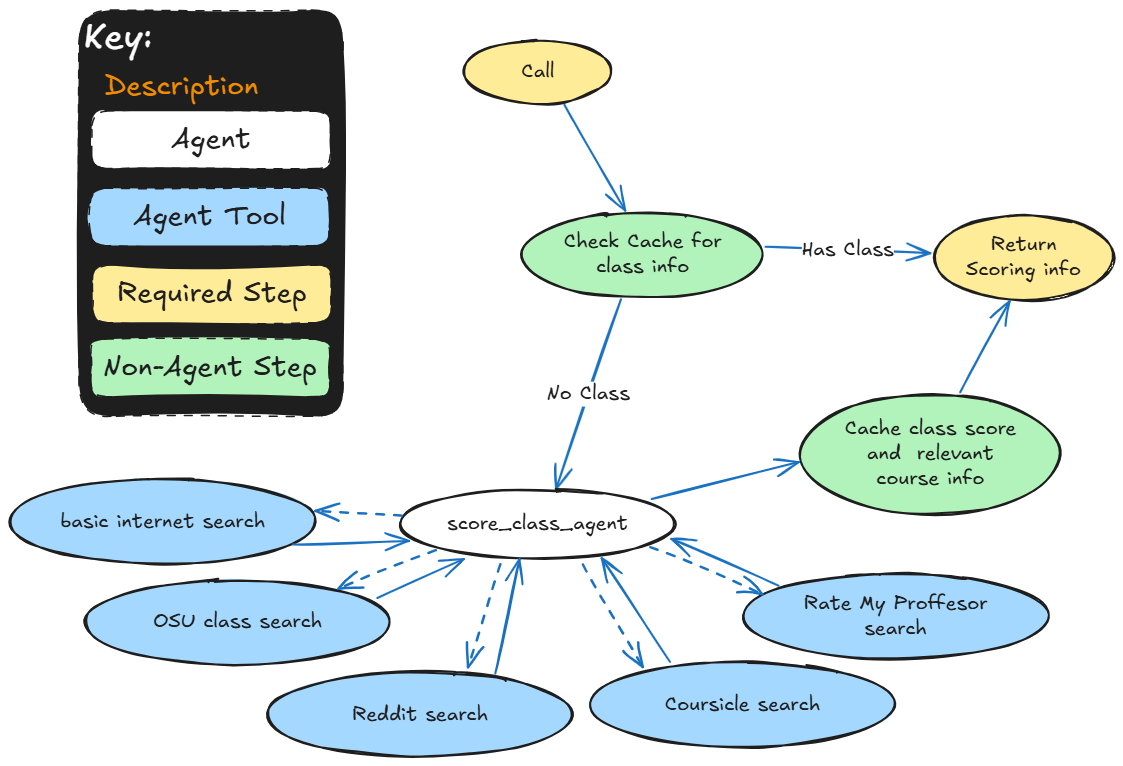 Key:
Description
Agent
Agent Tool
Required Step
Non-Agent Step
Call
Check Cache for
class info
Has Class
Return
Scoring info
No Class
Cache class score
and relevant
course info
score_class_agent
basic internet search
OSU class search
Reddit search
Coursicle search
Rate My Proffesor
search